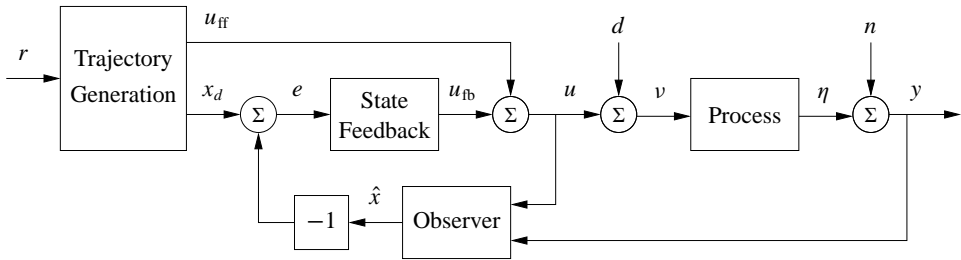 r
Trajectory
Generation
u_ff
x_d
Σ
e
State
Feedback
u_fb
Σ
u
d
Σ
ν
Process
η
n
Σ
y
−1
x̂
Observer